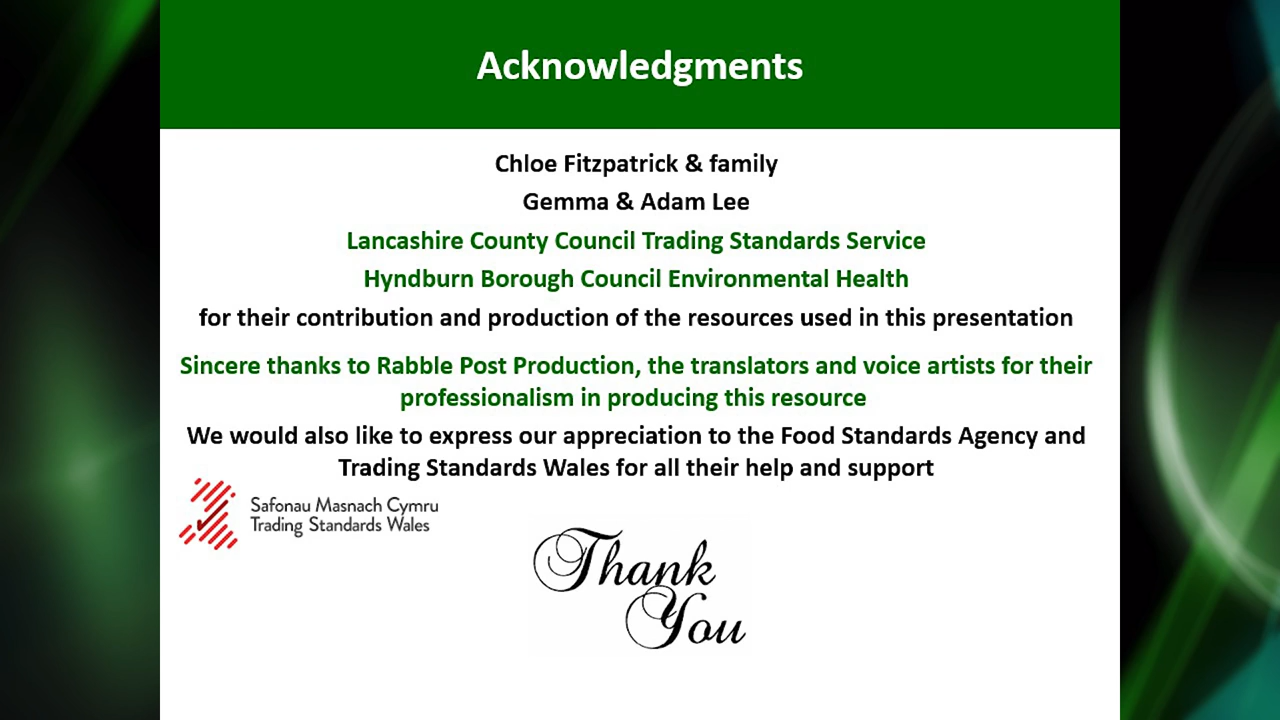 Acknowledgments
Chloe Fitzpatrick & family
Gemma & Adam Lee
Lancashire County Council Trading Standards Service
Hyndburn Borough Council Environmental Health
for their contribution and production of the resources used in this presentation
Sincere thanks to Rabble Post Production, the translators and voice artists for their
professionalism in producing this resource
We would also like to express our appreciation to the Food Standards Agency and
Trading Standards Wales for all their help and support
Safonau Masnach Cymru
Trading Standards Wales
Thank
You